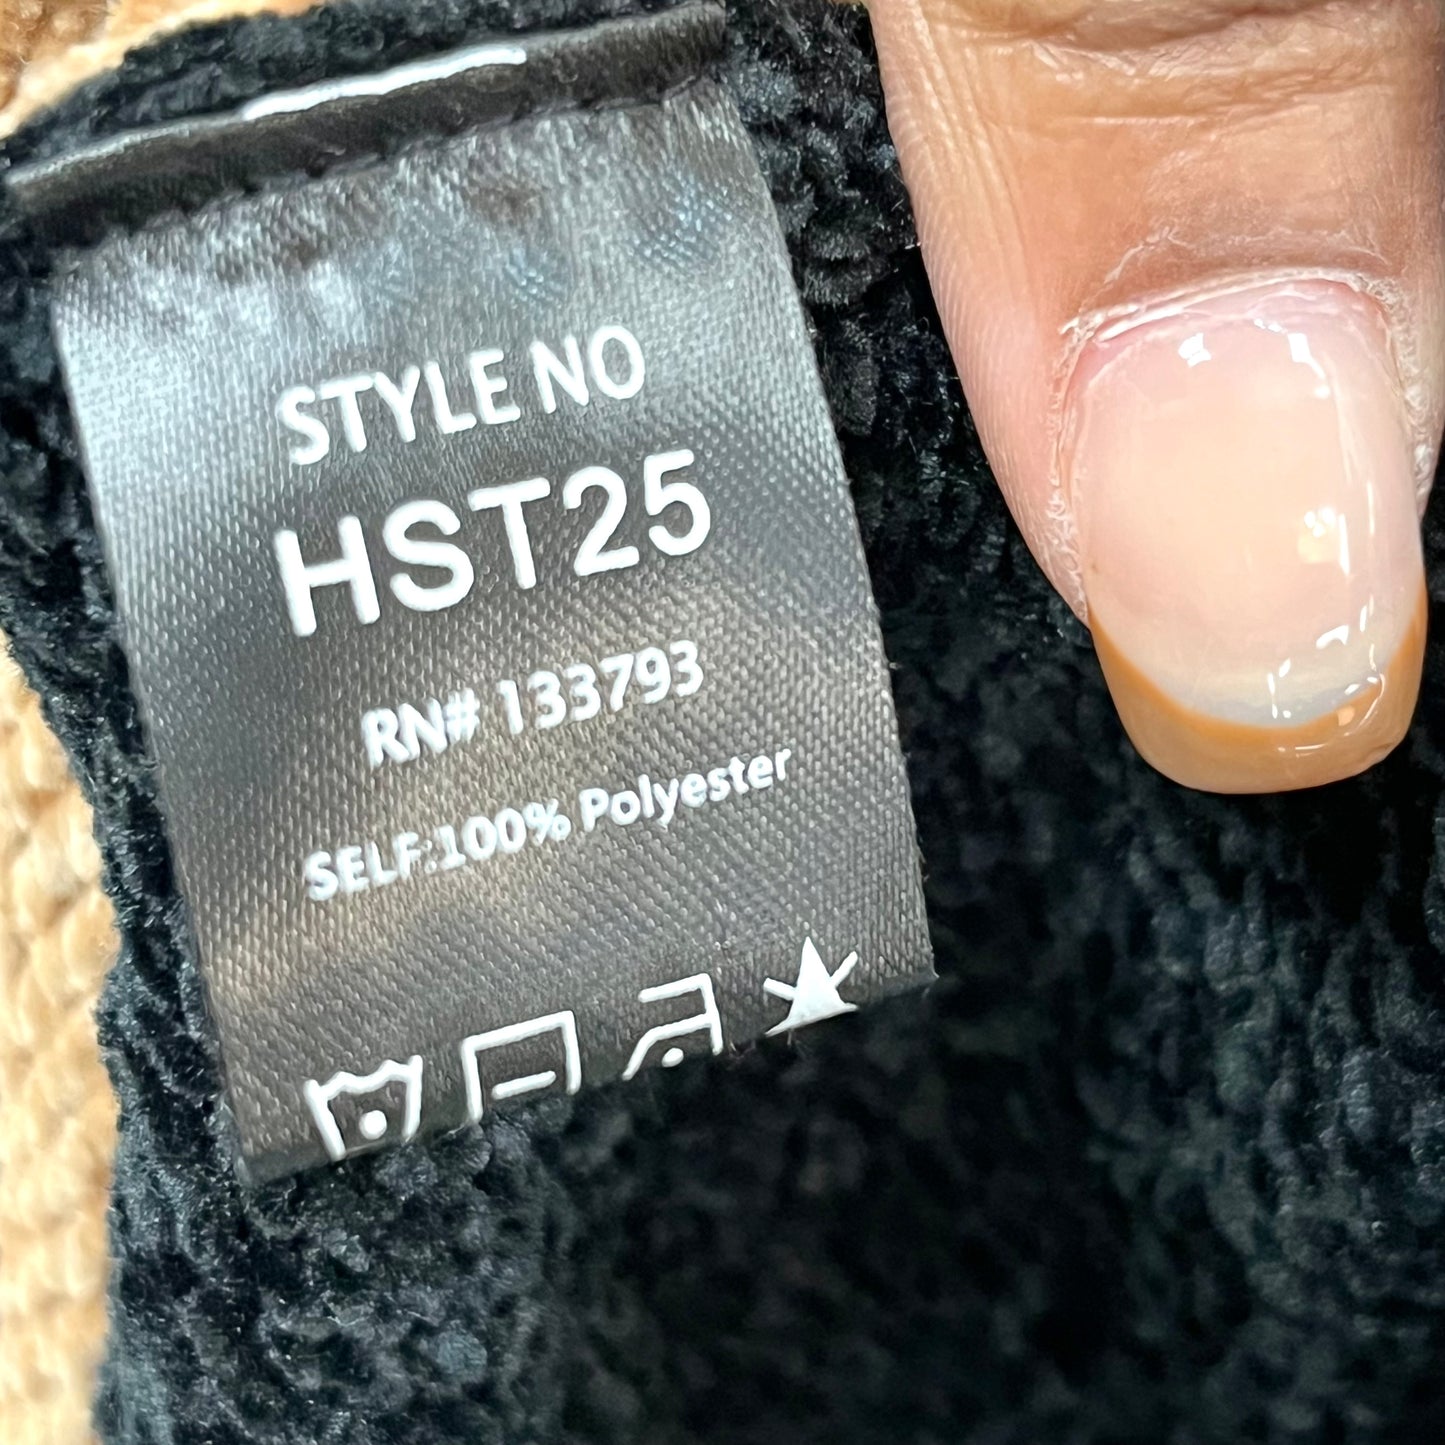 STYLE NO
HST25
RN# 133793
SELF:100% Polyester